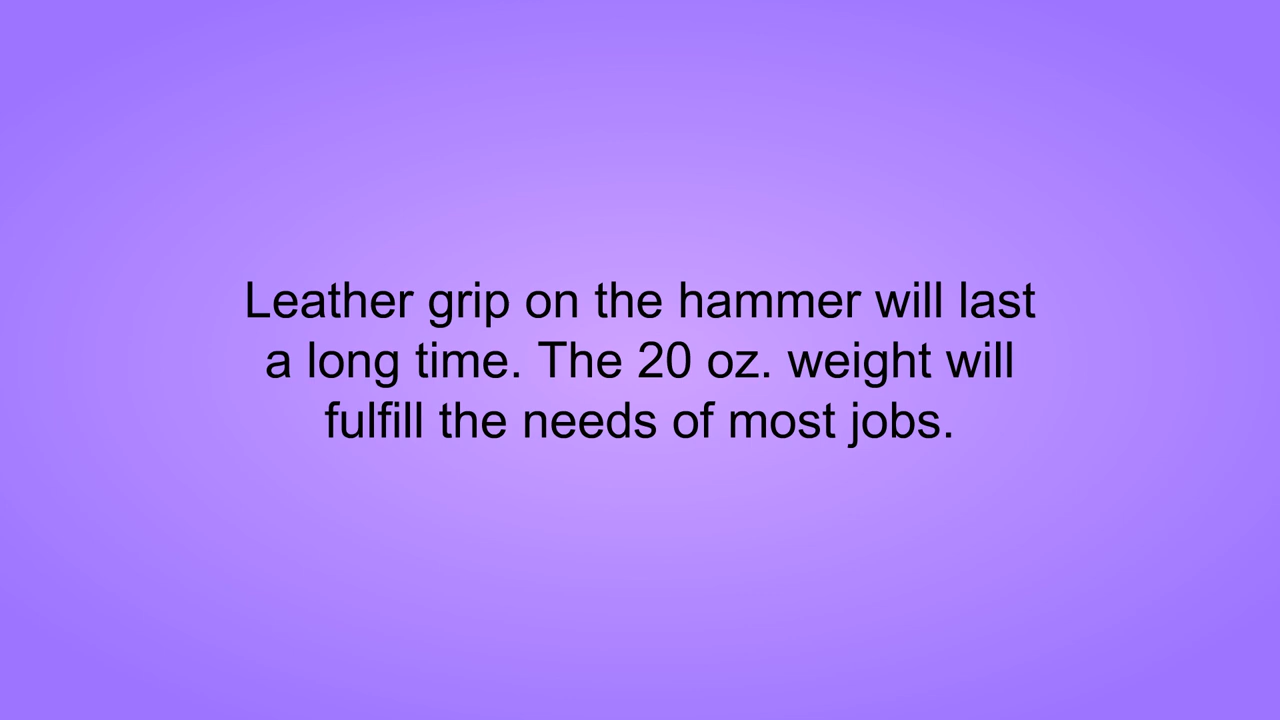 Leather grip on the hammer will last
a long time. The 20 oz. weight will
fulfill the needs of most jobs.